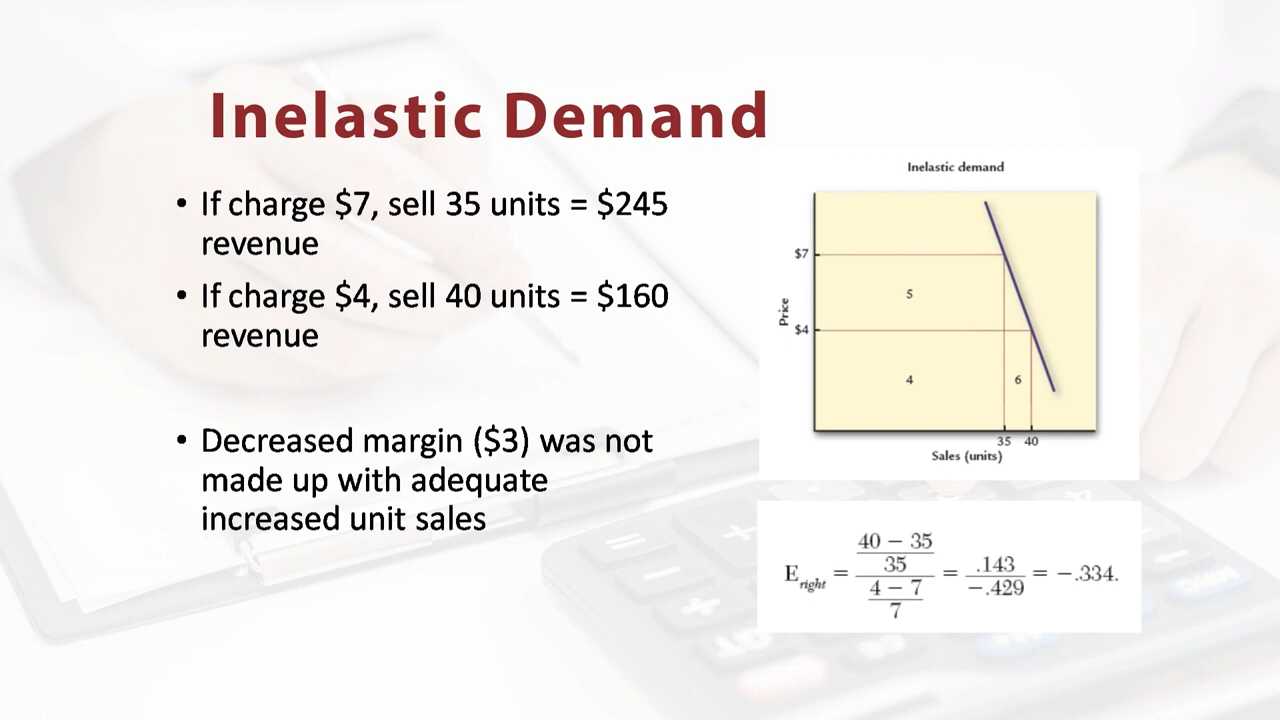 Inelastic Demand
• If charge $7, sell 35 units = $245
revenue
• If charge $4, sell 40 units = $160
revenue
• Decreased margin ($3) was not
made up with adequate
increased unit sales
Inelastic demand
$7
5
Price
$4
4
6
35 40
Sales (units)
40 − 35
35
E right = = .143 = −.334.
−.429
4 − 7
7